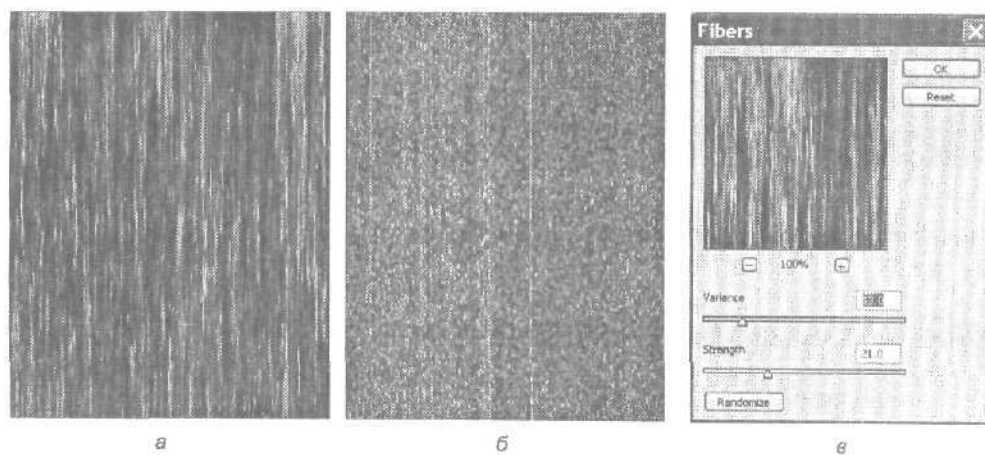 Fibers
OK
Reset
100%
Variance
Strength
21.0
Randomize
а
б
в